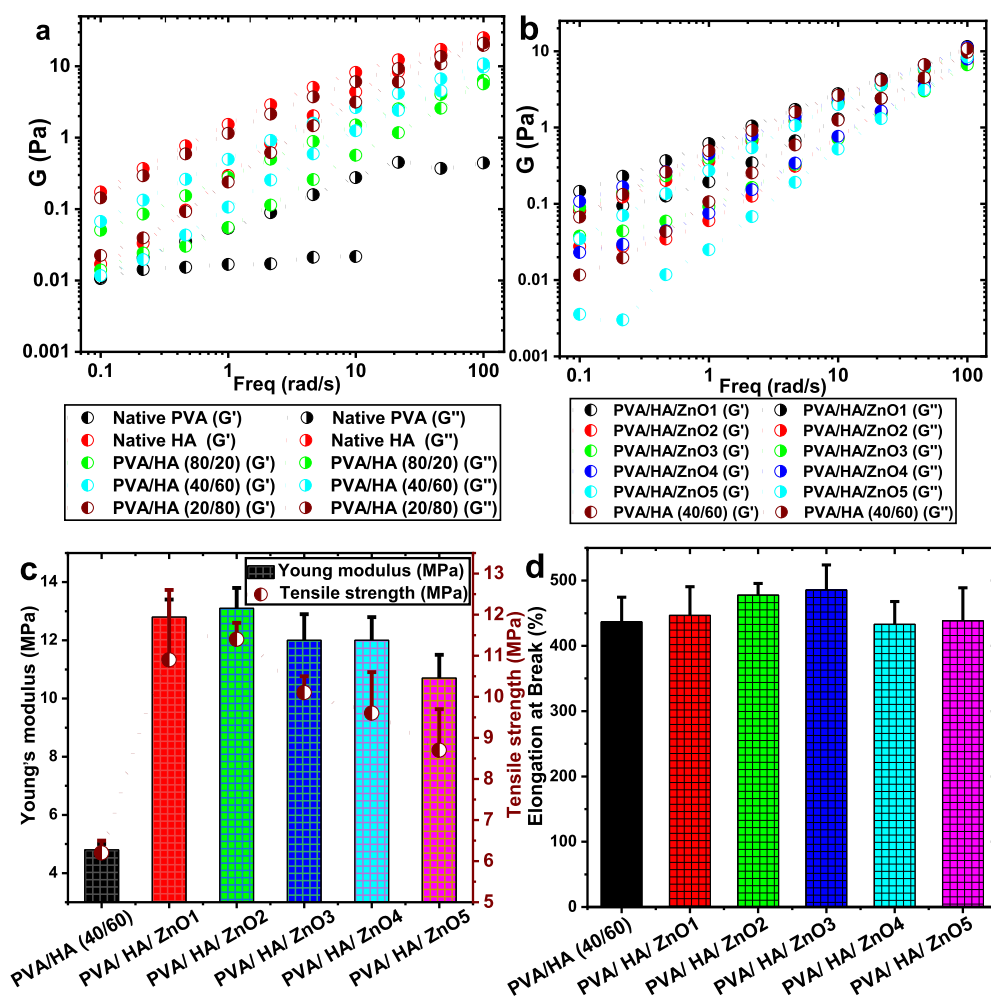 a
G (Pa)
10
1
0.1
0.01
0.001
0.1
1
10
100
Freq (rad/s)
Native PVA (G')
Native PVA (G'')
Native HA (G')
Native HA (G'')
PVA/HA (80/20) (G')
PVA/HA (80/20) (G'')
PVA/HA (40/60) (G')
PVA/HA (40/60) (G'')
PVA/HA (20/80) (G')
PVA/HA (20/80) (G'')
b
G (Pa)
10
1
0.1
0.01
0.001
0.1
1
10
100
Freq (rad/s)
PVA/HA/ZnO1 (G')
PVA/HA/ZnO1 (G'')
PVA/HA/ZnO2 (G')
PVA/HA/ZnO2 (G'')
PVA/HA/ZnO3 (G')
PVA/HA/ZnO3 (G'')
PVA/HA/ZnO4 (G')
PVA/HA/ZnO4 (G'')
PVA/HA/ZnO5 (G')
PVA/HA/ZnO5 (G'')
PVA/HA (40/60) (G')
PVA/HA (40/60) (G'')
c
Young modulus (MPa)
Tensile strength (MPa)
Young's modulus (MPa)
14
12
10
8
6
4
Tensile strength (MPa)
13
12
11
10
9
8
7
6
5
PVA/HA (40/60)
PVA/ HA/ ZnO1
PVA/ HA/ ZnO2
PVA/ HA/ ZnO3
PVA/ HA/ ZnO4
PVA/ HA/ ZnO5
d
Elongation at Break (%)
500
400
300
200
100
0
PVA/HA (40/60)
PVA/ HA/ ZnO1
PVA/ HA/ ZnO2
PVA/ HA/ ZnO3
PVA/ HA/ ZnO4
PVA/ HA/ ZnO5